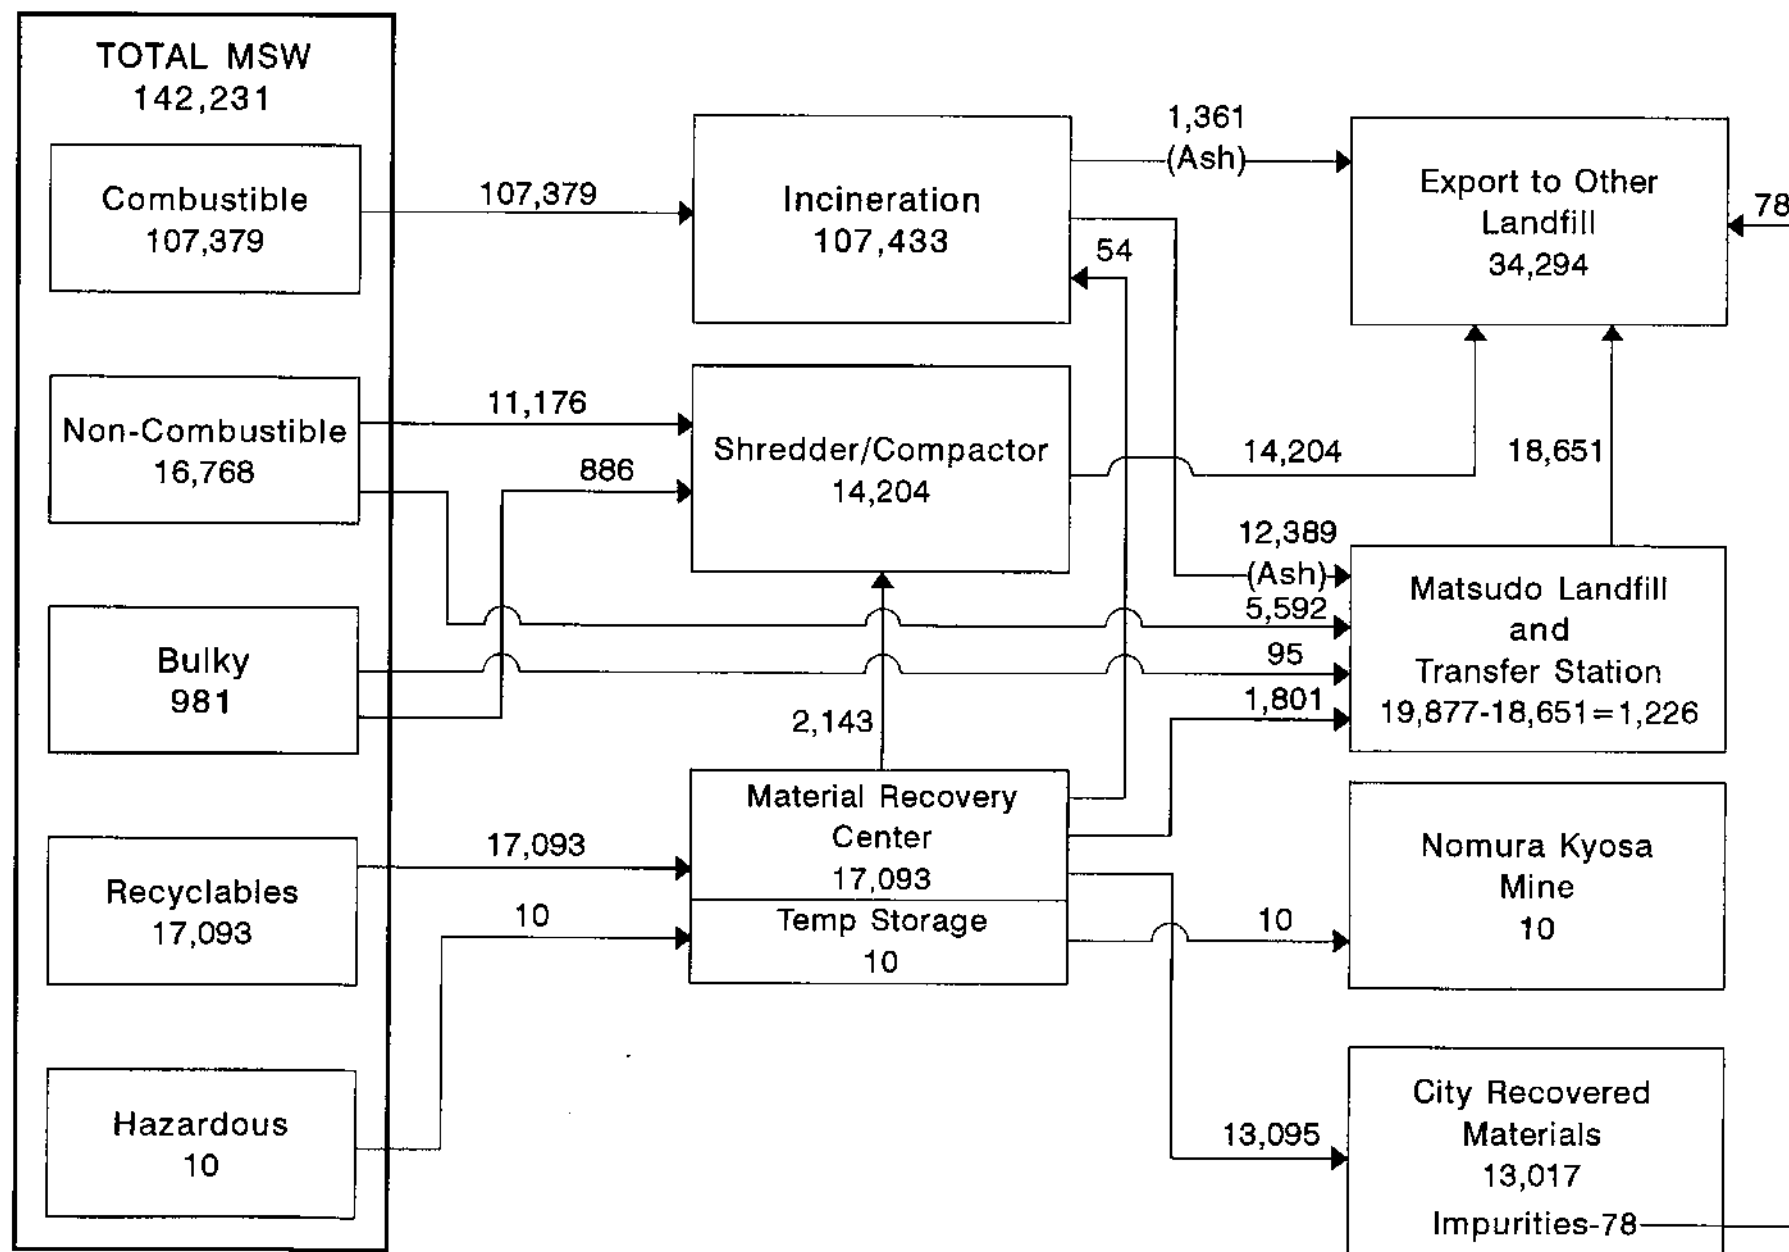 TOTAL MSW
142,231
Combustible
107,379
107,379
Incineration
107,433
1,361
(Ash)
Export to Other
Landfill
34,294
78
54
Non-Combustible
16,768
11,176
886
Shredder/Compactor
14,204
14,204
18,651
12,389
(Ash)
5,592
95
1,801
Matsudo Landfill
and
Transfer Station
19,877-18,651=1,226
Bulky
981
2,143
Recyclables
17,093
17,093
10
Material Recovery
Center
17,093
Temp Storage
10
10
Nomura Kyosa
Mine
10
Hazardous
10
13,095
City Recovered
Materials
13,017
Impurities-78